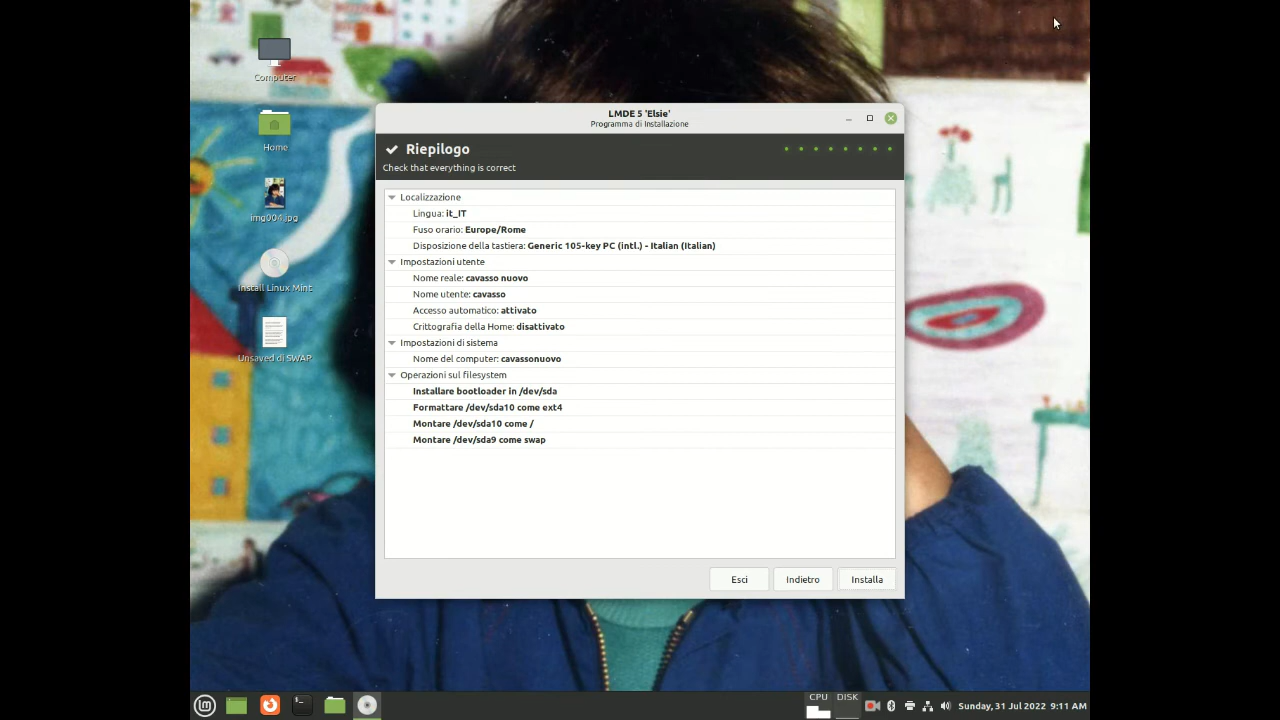 Computer
Home
img004.jpg
Install Linux Mint
Unsaved di SWAP
LMDE 5 'Elsie'
Programma di Installazione
Riepilogo
Check that everything is correct
Localizzazione
Lingua: it_IT
Fuso orario: Europe/Rome
Disposizione della tastiera: Generic 105-key PC (intl.) - Italian (Italian)
Impostazioni utente
Nome reale: cavasso nuovo
Nome utente: cavasso
Accesso automatico: attivato
Crittografia della Home: disattivato
Impostazioni di sistema
Nome del computer: cavassonuovo
Operazioni sul filesystem
Installare bootloader in /dev/sda
Formattare /dev/sda10 come ext4
Montare /dev/sda10 come /
Montare /dev/sda9 come swap
Esci
Indietro
Installa
CPU
DISK
Sunday, 31 Jul 2022 9:11 AM